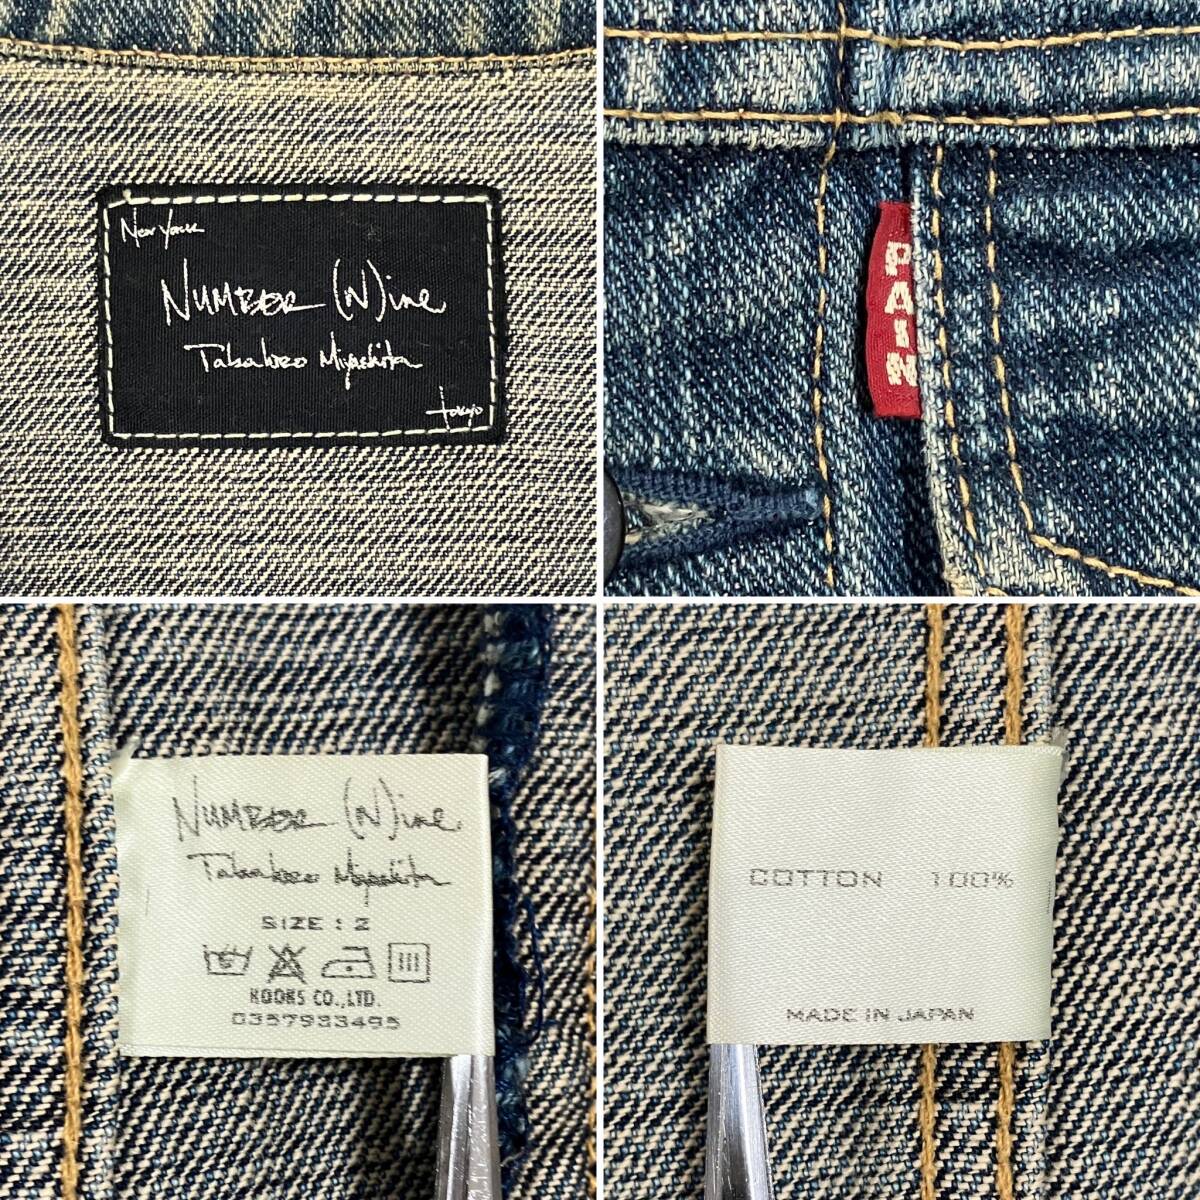 New York
NUMBER (N)ine
Takahiro Miyashita
tokyo
PAIN
NUMBER (N)ine
Takahiro Miyashita
SIZE : 2
KOOKS CO.,LTD.
0357933495
COTTON 100%
MADE IN JAPAN